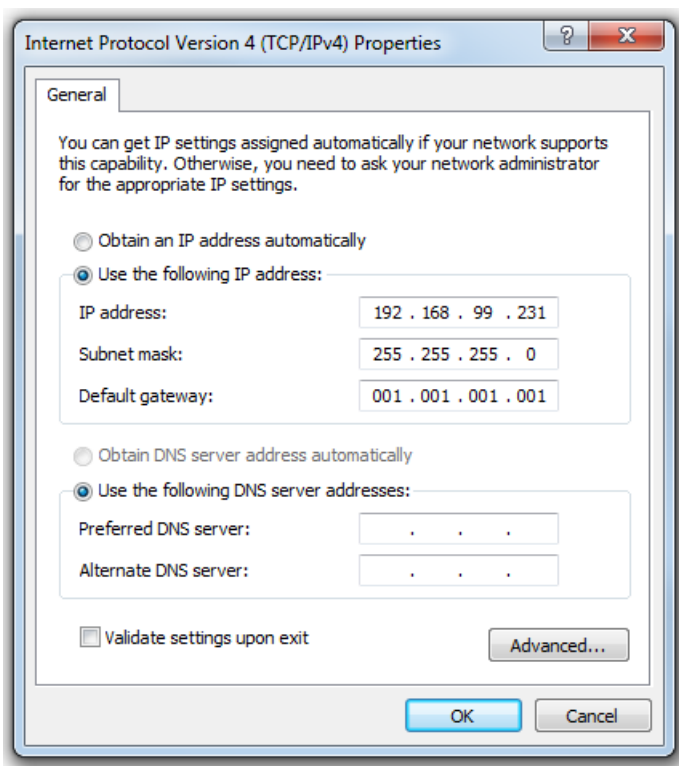 Internet Protocol Version 4 (TCP/IPv4) Properties
General
You can get IP settings assigned automatically if your network supports
this capability. Otherwise, you need to ask your network administrator
for the appropriate IP settings.
Obtain an IP address automatically
Use the following IP address:
IP address: 192 . 168 . 99 . 231
Subnet mask: 255 . 255 . 255 . 0
Default gateway: 001 . 001 . 001 . 001
Obtain DNS server address automatically
Use the following DNS server addresses:
Preferred DNS server: . . .
Alternate DNS server: . . .
Validate settings upon exit
Advanced...
OK Cancel